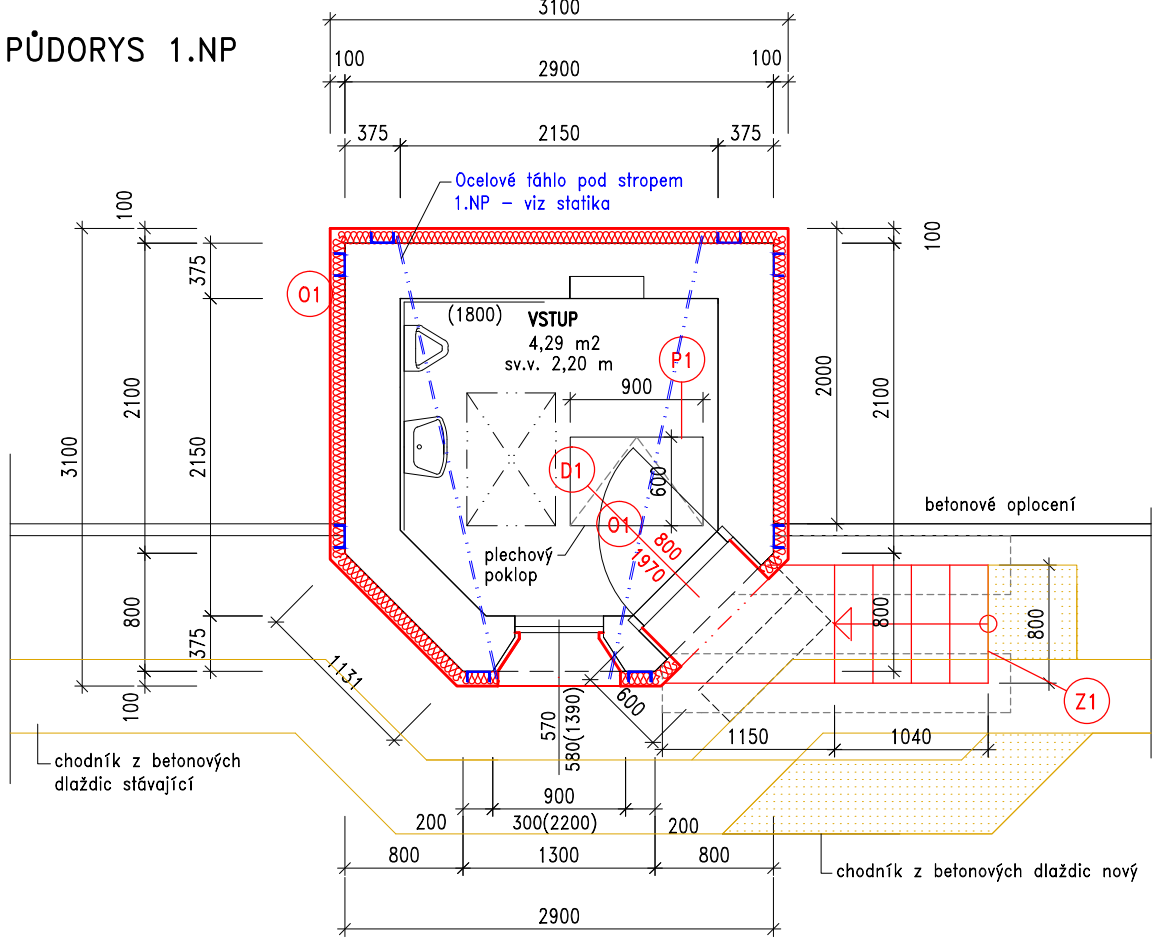 PŮDORYS 1.NP
3100
100
2900
100
375
2150
375
Ocelové táhlo pod stropem
1.NP – viz statika
100
375
100
O1
(1800)
VSTUP
4,29 m2
sv.v. 2,20 m
P1
900
2000
2100
2100
3100
2150
D1
600
O1
800
1970
betonové oplocení
plechový
poklop
800
375
800
800
1131
600
100
Z1
570
580(1390)
1150
1040
chodník z betonových
dlaždic stávající
900
200
300(2200)
200
800
1300
800
chodník z betonových dlaždic nový
2900